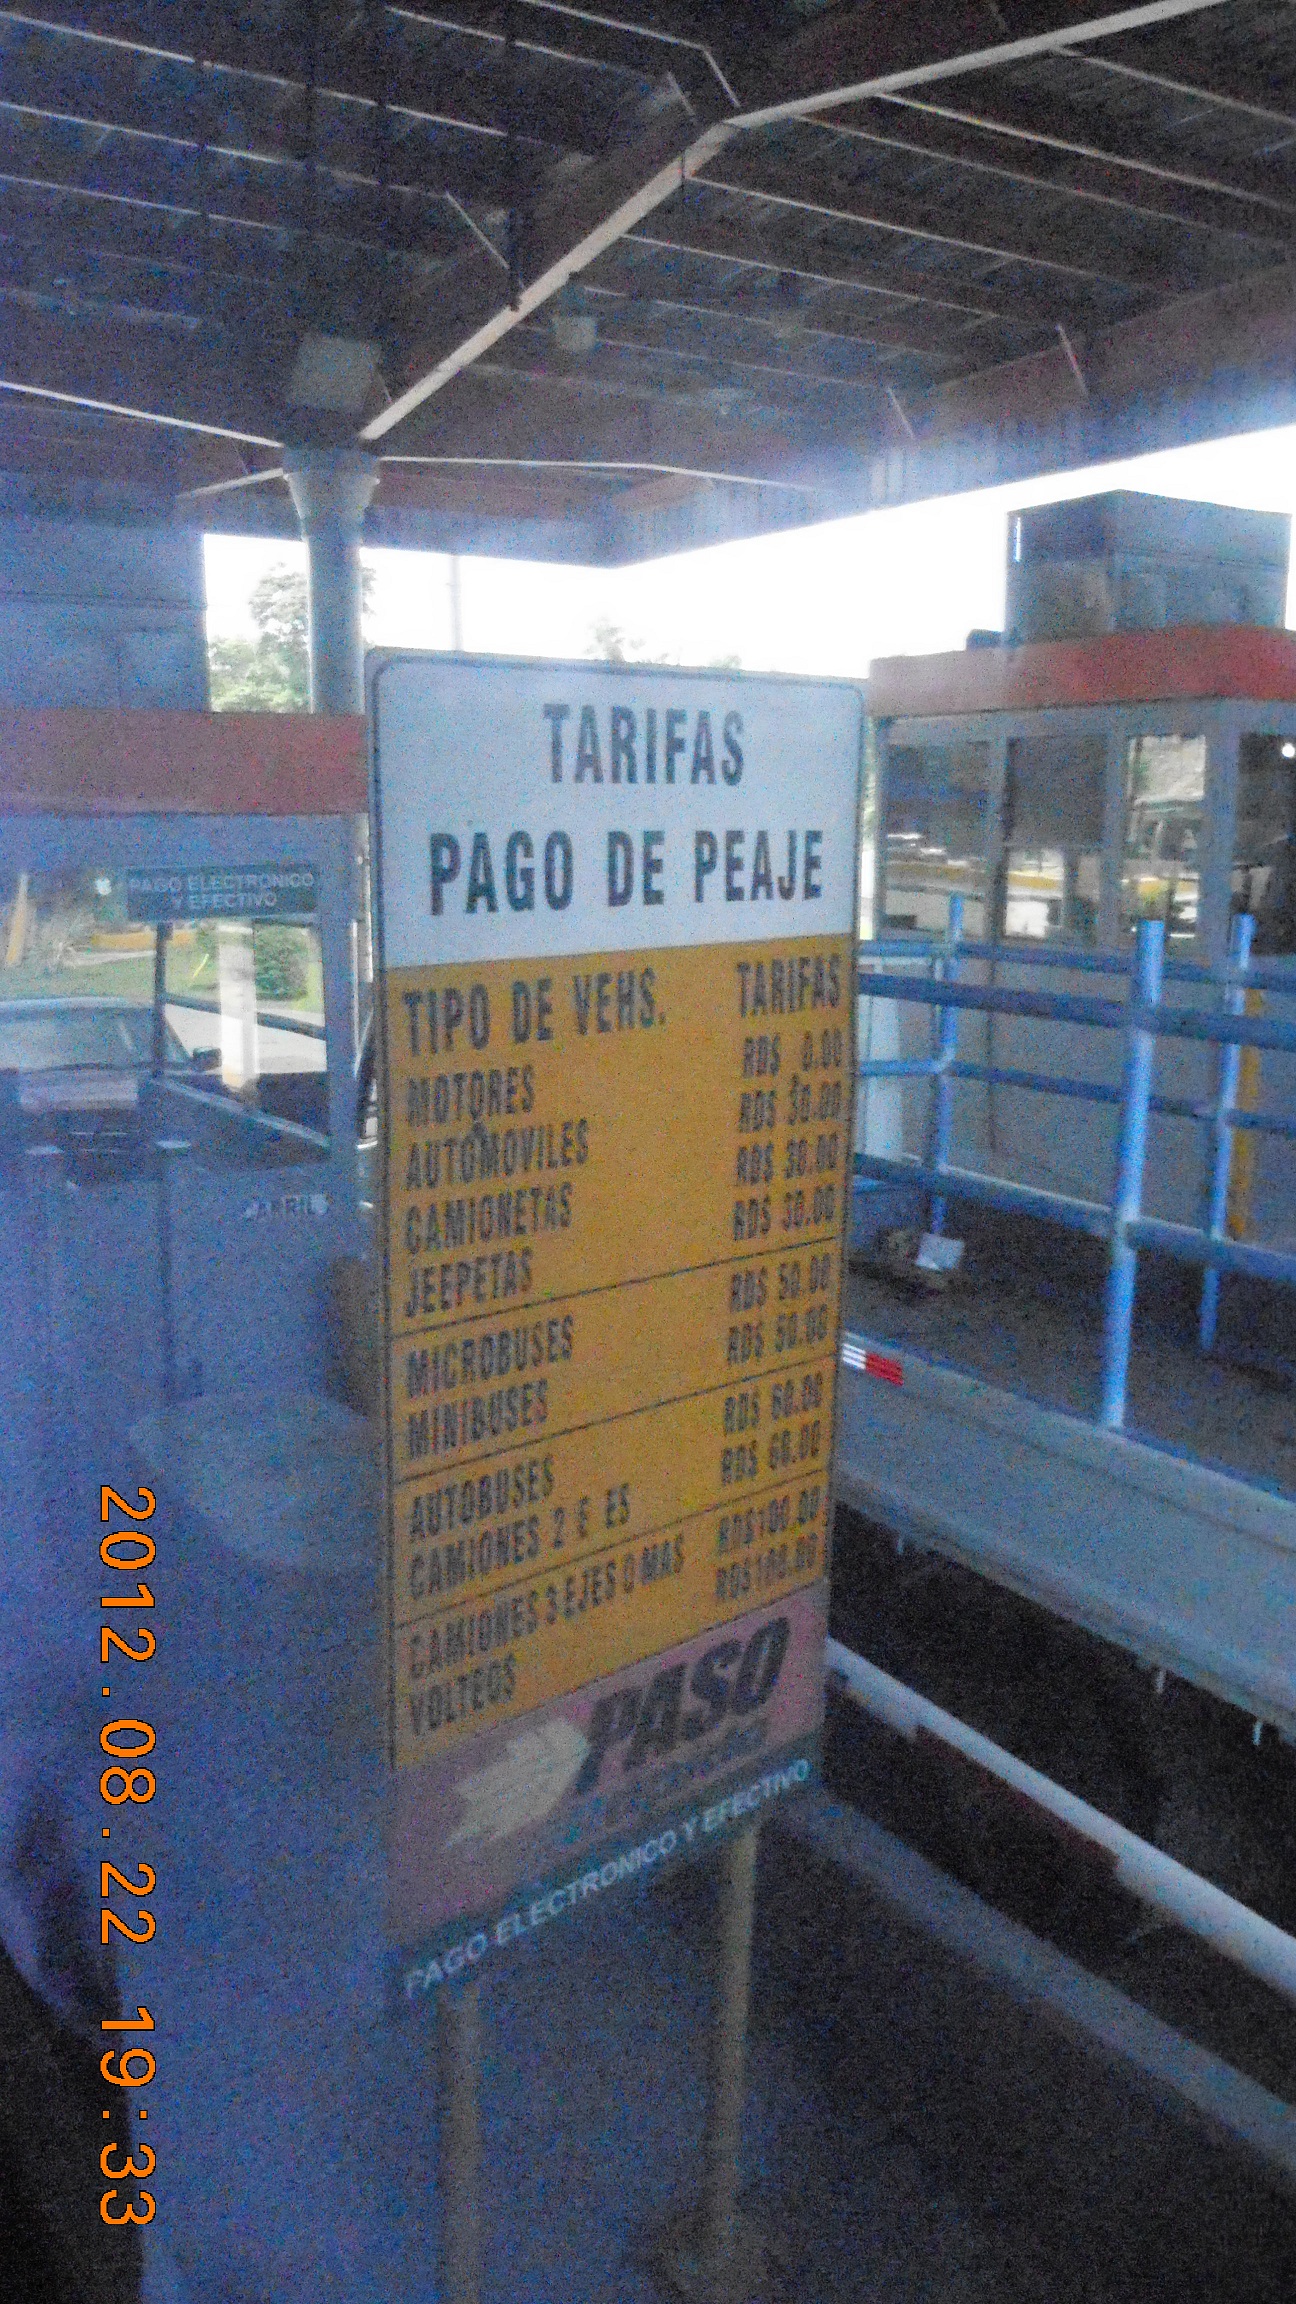 TARIFAS
PAGO DE PEAJE
TIPO DE VEHS. TARIFAS
MOTORES RD$ 0.00
AUTOMOVILES RD$ 30.00
CAMIONETAS RD$ 30.00
JEEPETAS RD$ 30.00
MICROBUSES RD$ 50.00
MINIBUSES RD$ 50.00
AUTOBUSES RD$ 60.00
CAMIONES 2 E ES RD$ 60.00
CAMIONES 3 EJES O MAS RD$100.00
VOLTEOS RD$100.00
PASO
PAGO ELECTRONICO Y EFECTIVO
PAGO ELECTRONICO
Y EFECTIVO
CARRIL
2012.08.22 19:33